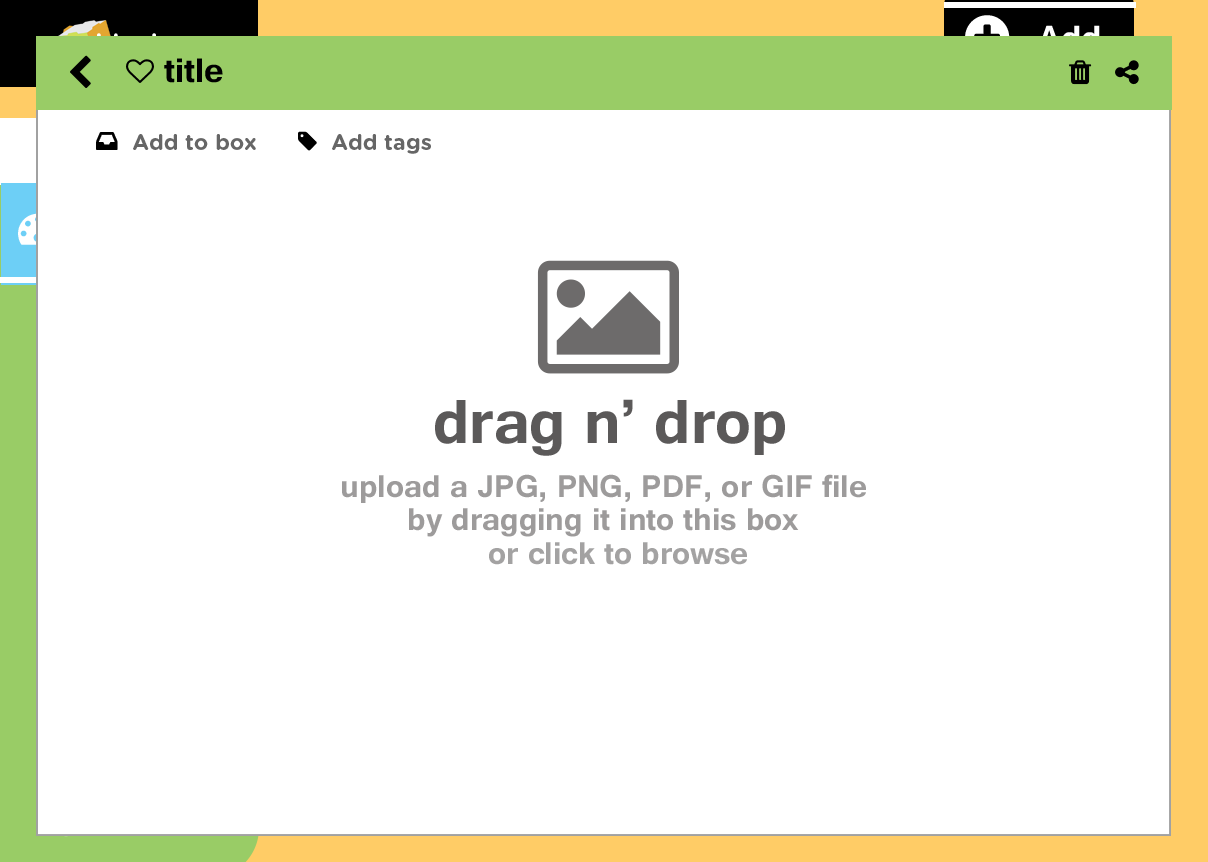 Add
title
Add to box
Add tags
drag n’ drop
upload a JPG, PNG, PDF, or GIF file
by dragging it into this box
or click to browse